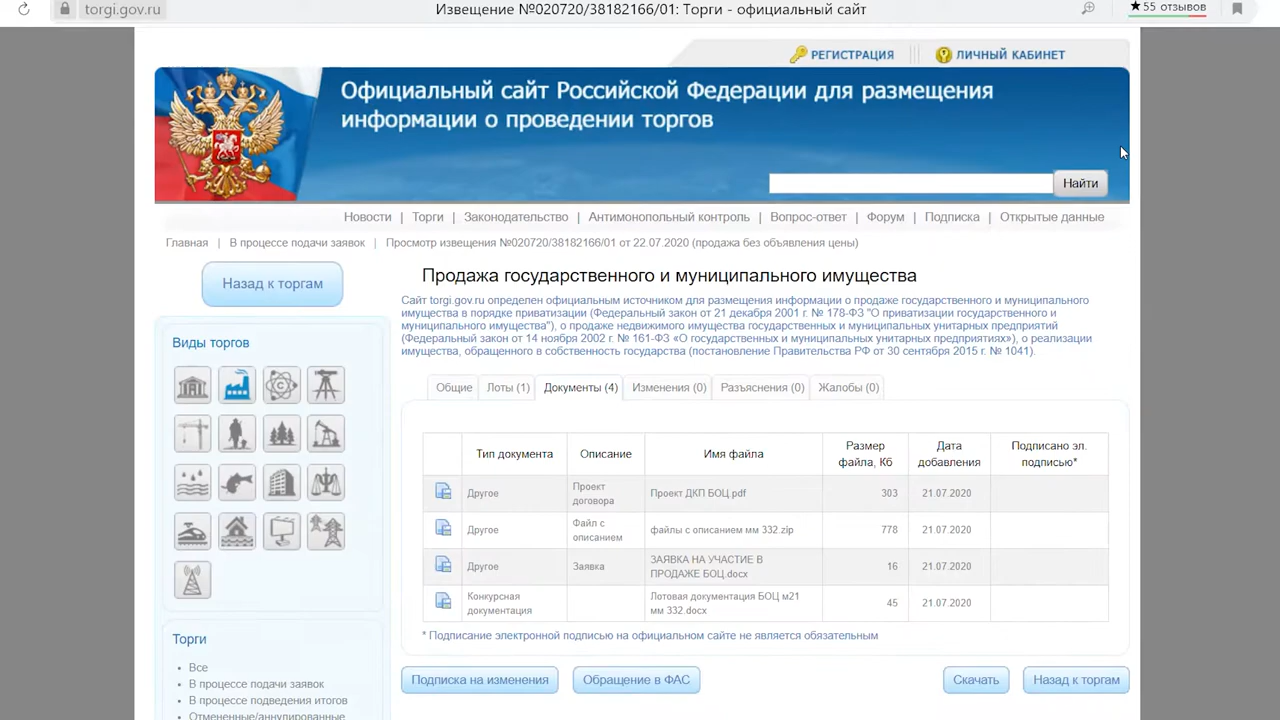 torgi.gov.ru
Извещение №020720/38182166/01: Торги - официальный сайт
★55 отзывов
РЕГИСТРАЦИЯ
ЛИЧНЫЙ КАБИНЕТ
Официальный сайт Российской Федерации для размещения
информации о проведении торгов
Найти
Новости | Торги | Законодательство | Антимонопольный контроль | Вопрос-ответ | Форум | Подписка | Открытые данные
Главная | В процессе подачи заявок | Просмотр извещения №020720/38182166/01 от 22.07.2020 (продажа без объявления цены)
Назад к торгам
Продажа государственного и муниципального имущества
Сайт torgi.gov.ru определен официальным источником для размещения информации о продаже государственного и муниципального
имущества в порядке приватизации (Федеральный закон от 21 декабря 2001 г. № 178-ФЗ "О приватизации государственного и
муниципального имущества"), о продаже недвижимого имущества государственных и муниципальных унитарных предприятий
(Федеральный закон от 14 ноября 2002 г. № 161-ФЗ «О государственных и муниципальных унитарных предприятиях»), о реализации
имущества, обращенного в собственность государства (постановление Правительства РФ от 30 сентября 2015 г. № 1041).
Виды торгов
Общие
Лоты (1)
Документы (4)
Изменения (0)
Разъяснения (0)
Жалобы (0)
Тип документа
Описание
Имя файла
Размер
файла, Кб
Дата
добавления
Подписано эл.
подписью*
Другое
Проект
договора
Проект ДКП БОЦ.pdf
303
21.07.2020
Другое
Файл с
описанием
файлы с описанием мм 332.zip
778
21.07.2020
Другое
Заявка
ЗАЯВКА НА УЧАСТИЕ В
ПРОДАЖЕ БОЦ.docx
16
21.07.2020
Конкурсная
документация
Лотовая документация БОЦ м21
мм 332.docx
45
21.07.2020
* Подписание электронной подписью на официальном сайте не является обязательным
Подписка на изменения
Обращение в ФАС
Скачать
Назад к торгам
Торги
• Все
• В процессе подачи заявок
• В процессе подведения итогов
• Отмененные/аннулированные